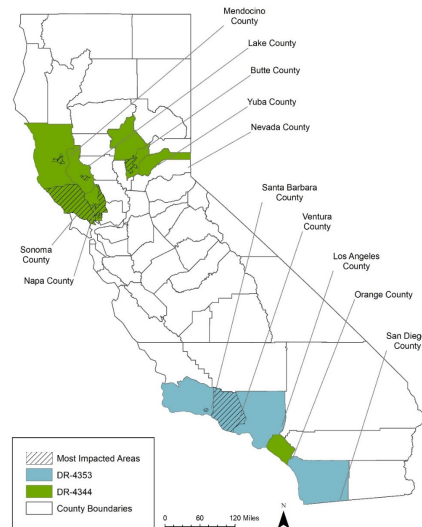 Mendocino
County
Lake County
Butte County
Yuba County
Nevada County
Santa Barbara
County
Ventura
County
Los Angeles
County
Orange County
San Diego
County
Sonoma
County
Napa County
Most Impacted Areas
DR-4353
DR-4344
County Boundaries
0 60 120 Miles
N